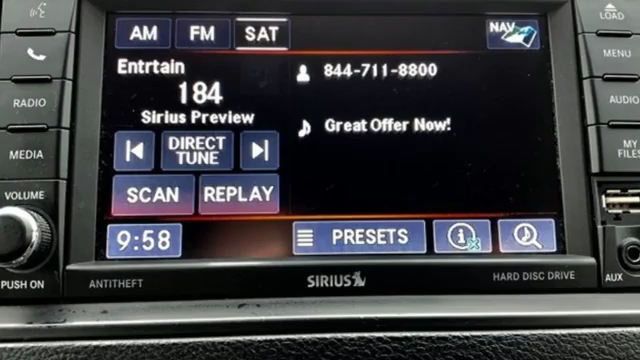 LOAD
AM FM SAT NAV
MENU
Entrtain
844-711-8800
184
RADIO
AUDIO
Sirius Preview
Great Offer Now!
MEDIA
DIRECT
TUNE
MY
FILES
SCAN REPLAY
VOLUME
9:58
PRESETS
i
PUSH ON
ANTITHEFT
SIRIUS
HARD DISC DRIVE
AUX